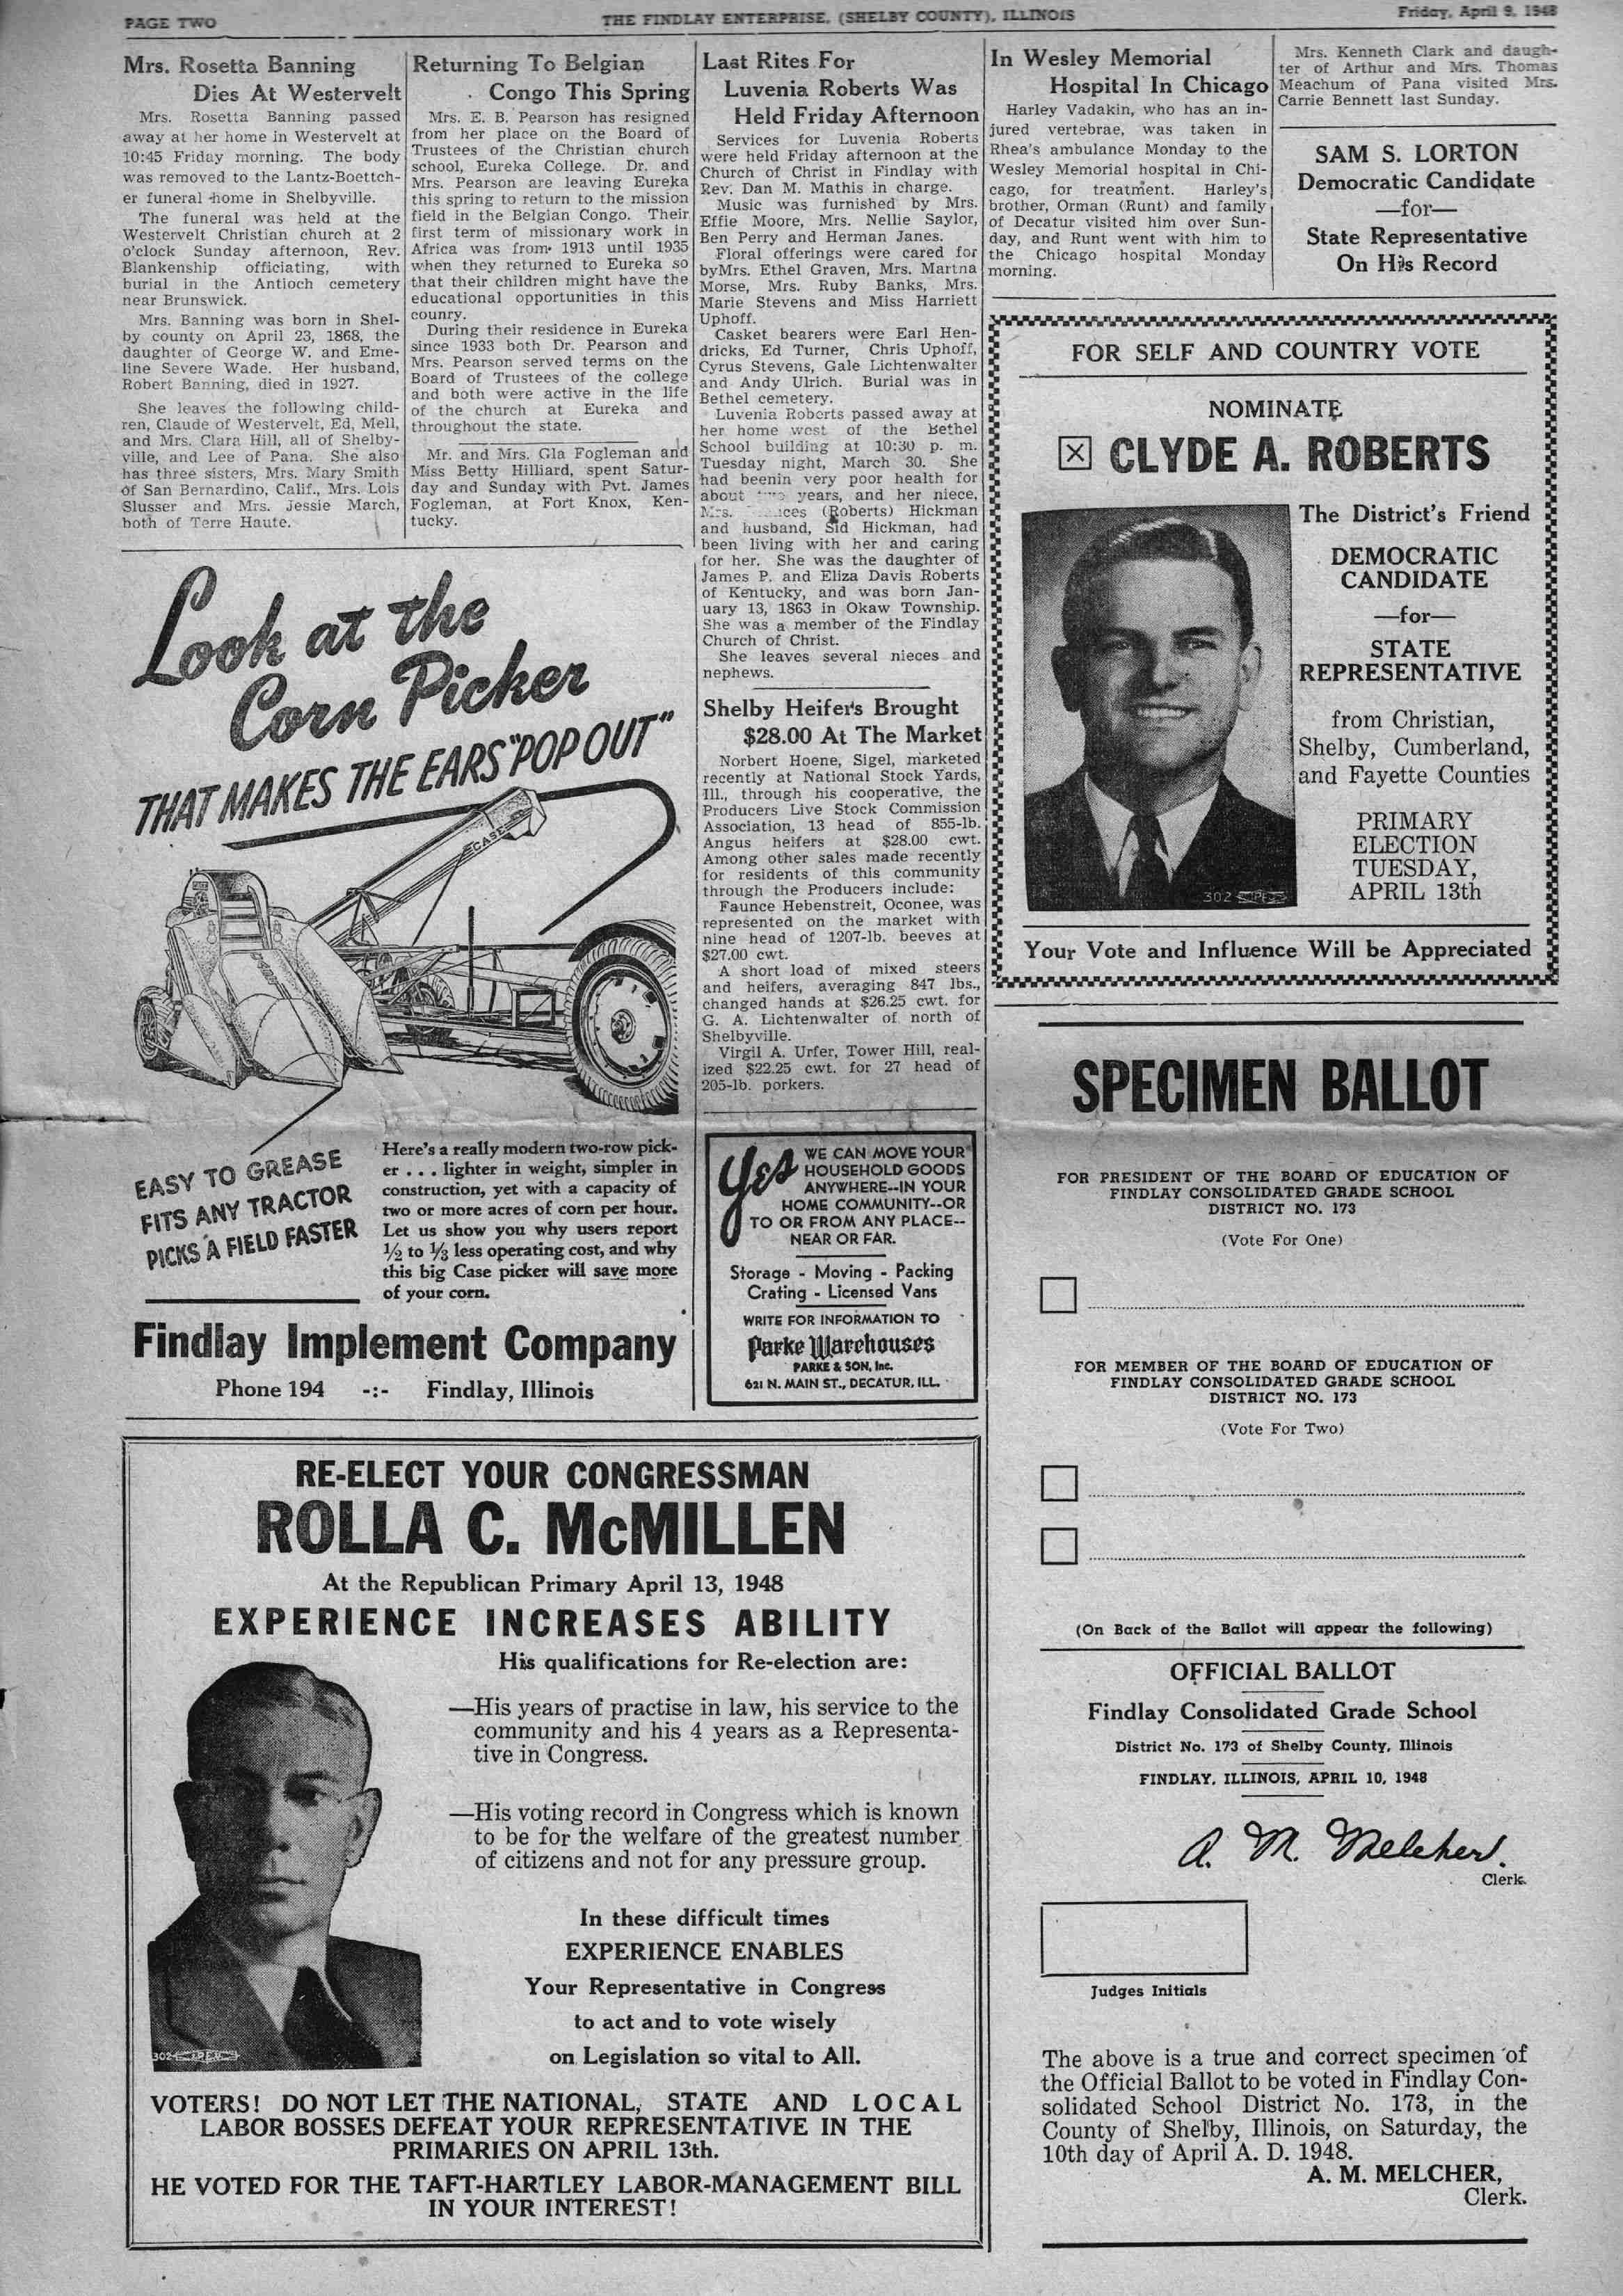 PAGE TWO
THE FINDLAY ENTERPRISE, (SHELBY COUNTY), ILLINOIS
Friday, April 9, 1948
Mrs. Rosetta Banning
Dies At Westervelt
Mrs. Rosetta Banning passed
away at her home in Westervelt at
10:45 Friday morning. The body
was removed to the Lantz-Boettch-
er funeral home in Shelbyville.
The funeral was held at the
Westervelt Christian church at 2
o'clock Sunday afternoon, Rev.
Blankenship officiating, with
burial in the Antioch cemetery
near Brunswick.
Mrs. Banning was born in Shel-
by county on April 23, 1868, the
daughter of George W. and Eme-
line Severe Wade. Her husband,
Robert Banning, died in 1927.
She leaves the following child-
ren, Claude of Westervelt, Ed, Mell,
and Mrs. Clara Hill, all of Shelby-
ville, and Lee of Pana. She also
has three sisters, Mrs. Mary Smith
of San Bernardino, Calif., Mrs. Lois
Slusser and Mrs. Jessie March,
both of Terre Haute.
Returning To Belgian
Congo This Spring
Mrs. E. B. Pearson has resigned
from her place on the Board of
Trustees of the Christian church
school, Eureka College. Dr. and
Mrs. Pearson are leaving Eureka
this spring to return to the mission
field in the Belgian Congo. Their
first term of missionary work in
Africa was from 1913 until 1935
when they returned to Eureka so
that their children might have the
educational opportunities in this
counry.
During their residence in Eureka
since 1933 both Dr. Pearson and
Mrs. Pearson served terms on the
Board of Trustees of the college
and both were active in the life
of the church at Eureka and
throughout the state.
Mr. and Mrs. Gla Fogleman and
Miss Betty Hilliard, spent Satur-
day and Sunday with Pvt. James
Fogleman, at Fort Knox, Ken-
tucky.
Look at the
Corn Picker
THAT MAKES THE EARS "POP OUT"
CASE
EASY TO GREASE
FITS ANY TRACTOR
PICKS A FIELD FASTER
Here's a really modern two-row pick-
er . . . lighter in weight, simpler in
construction, yet with a capacity of
two or more acres of corn per hour.
Let us show you why users report
½ to ⅓ less operating cost, and why
this big Case picker will save more
of your corn.
Findlay Implement Company
Phone 194 -:- Findlay, Illinois
Last Rites For
Luvenia Roberts Was
Held Friday Afternoon
Services for Luvenia Roberts
were held Friday afternoon at the
Church of Christ in Findlay with
Rev. Dan M. Mathis in charge.
Music was furnished by Mrs.
Effie Moore, Mrs. Nellie Saylor,
Ben Perry and Herman Janes.
Floral offerings were cared for
byMrs. Ethel Graven, Mrs. Martha
Morse, Mrs. Ruby Banks, Mrs.
Marie Stevens and Miss Harriett
Uphoff.
Casket bearers were Earl Hen-
dricks, Ed Turner, Chris Uphoff,
Cyrus Stevens, Gale Lichtenwalter
and Andy Ulrich. Burial was in
Bethel cemetery.
Luvenia Roberts passed away at
her home west of the Bethel
School building at 10:30 p. m.
Tuesday night, March 30. She
had beenin very poor health for
about years, and her niece,
Mrs. (Roberts) Hickman
and husband, Sid Hickman, had
been living with her and caring
for her. She was the daughter of
James P. and Eliza Davis Roberts
of Kentucky, and was born Jan-
uary 13, 1863 in Okaw Township.
She was a member of the Findlay
Church of Christ.
She leaves several nieces and
nephews.
Shelby Heifers Brought
$28.00 At The Market
Norbert Hoene, Sigel, marketed
recently at National Stock Yards,
Ill., through his cooperative, the
Producers Live Stock Commission
Association, 13 head of 855-lb.
Angus heifers at $28.00 cwt.
Among other sales made recently
for residents of this community
through the Producers include:
Faunce Hebenstreit, Oconee, was
represented on the market with
nine head of 1207-lb. beeves at
$27.00 cwt.
A short load of mixed steers
and heifers, averaging 847 lbs.,
changed hands at $26.25 cwt. for
G. A. Lichtenwalter of north of
Shelbyville.
Virgil A. Urfer, Tower Hill, real-
ized $22.25 cwt. for 27 head of
205-lb. porkers.
Yes WE CAN MOVE YOUR
HOUSEHOLD GOODS
ANYWHERE--IN YOUR
HOME COMMUNITY--OR
TO OR FROM ANY PLACE--
NEAR OR FAR.
Storage - Moving - Packing
Crating - Licensed Vans
WRITE FOR INFORMATION TO
Parke Warehouses
PARKE & SON, Inc.
621 N. MAIN ST., DECATUR, ILL.
In Wesley Memorial
Hospital In Chicago
Harley Vadakin, who has an in-
jured vertebrae, was taken in
Rhea's ambulance Monday to the
Wesley Memorial hospital in Chi-
cago, for treatment. Harley's
brother, Orman (Runt) and family
of Decatur visited him over Sun-
day, and Runt went with him to
the Chicago hospital Monday
morning.
Mrs. Kenneth Clark and daugh-
ter of Arthur and Mrs. Thomas
Meachum of Pana visited Mrs.
Carrie Bennett last Sunday.
SAM S. LORTON
Democratic Candidate
—for—
State Representative
On His Record
FOR SELF AND COUNTRY VOTE
NOMINATE
☒ CLYDE A. ROBERTS
The District's Friend
DEMOCRATIC
CANDIDATE
—for—
STATE
REPRESENTATIVE
from Christian,
Shelby, Cumberland,
and Fayette Counties
PRIMARY
ELECTION
TUESDAY,
APRIL 13th
302
Your Vote and Influence Will be Appreciated
SPECIMEN BALLOT
FOR PRESIDENT OF THE BOARD OF EDUCATION OF
FINDLAY CONSOLIDATED GRADE SCHOOL
DISTRICT NO. 173
(Vote For One)
FOR MEMBER OF THE BOARD OF EDUCATION OF
FINDLAY CONSOLIDATED GRADE SCHOOL
DISTRICT NO. 173
(Vote For Two)
(On Back of the Ballot will appear the following)
OFFICIAL BALLOT
Findlay Consolidated Grade School
District No. 173 of Shelby County, Illinois
FINDLAY, ILLINOIS, APRIL 10, 1948
A. M. Melcher.
Clerk.
Judges Initials
The above is a true and correct specimen of
the Official Ballot to be voted in Findlay Con-
solidated School District No. 173, in the
County of Shelby, Illinois, on Saturday, the
10th day of April A. D. 1948.
A. M. MELCHER,
Clerk.
RE-ELECT YOUR CONGRESSMAN
ROLLA C. McMILLEN
At the Republican Primary April 13, 1948
EXPERIENCE INCREASES ABILITY
His qualifications for Re-election are:
—His years of practise in law, his service to the
community and his 4 years as a Representa-
tive in Congress.
—His voting record in Congress which is known
to be for the welfare of the greatest number
of citizens and not for any pressure group.
In these difficult times
EXPERIENCE ENABLES
Your Representative in Congress
to act and to vote wisely
on Legislation so vital to All.
302
VOTERS! DO NOT LET THE NATIONAL, STATE AND LOCAL
LABOR BOSSES DEFEAT YOUR REPRESENTATIVE IN THE
PRIMARIES ON APRIL 13th.
HE VOTED FOR THE TAFT-HARTLEY LABOR-MANAGEMENT BILL
IN YOUR INTEREST!